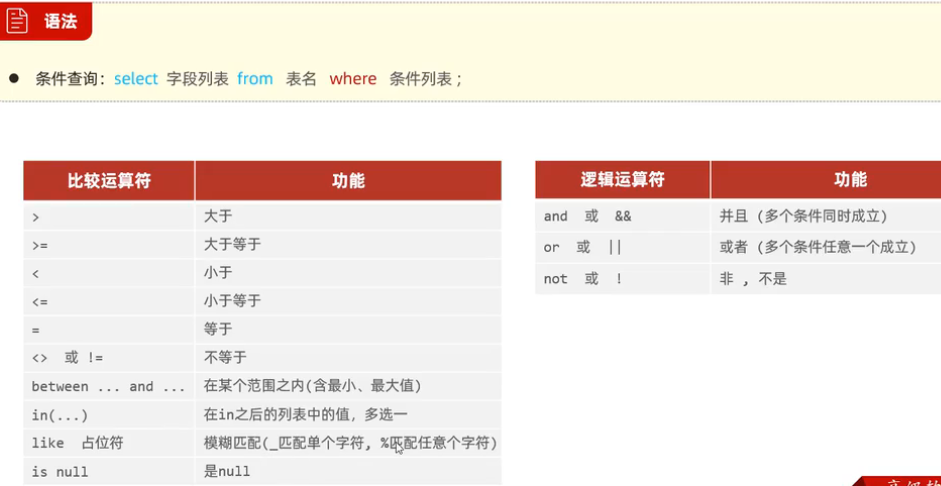 语法
● 条件查询：select 字段列表 from 表名 where 条件列表 ;
比较运算符 功能
> 大于
>= 大于等于
< 小于
<= 小于等于
= 等于
<> 或 != 不等于
between ... and ... 在某个范围之内(含最小、最大值)
in(...) 在in之后的列表中的值，多选一
like 占位符 模糊匹配(_匹配单个字符, %匹配任意个字符)
is null 是null
逻辑运算符 功能
and 或 && 并且 (多个条件同时成立)
or 或 || 或者 (多个条件任意一个成立)
not 或 ! 非 , 不是